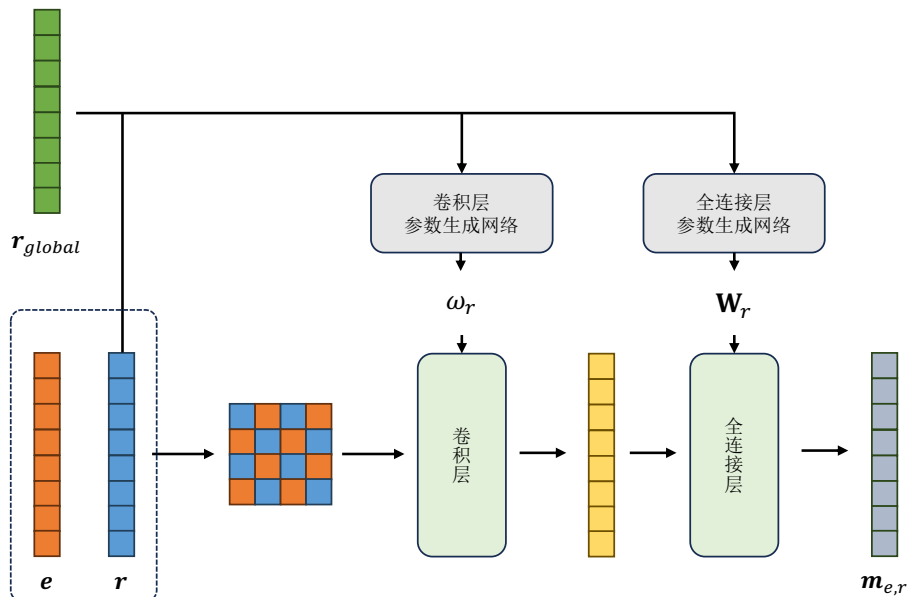 卷积层
参数生成网络
全连接层
参数生成网络
r_global
ω_r
W_r
卷积层
全连接层
e
r
m_{e,r}